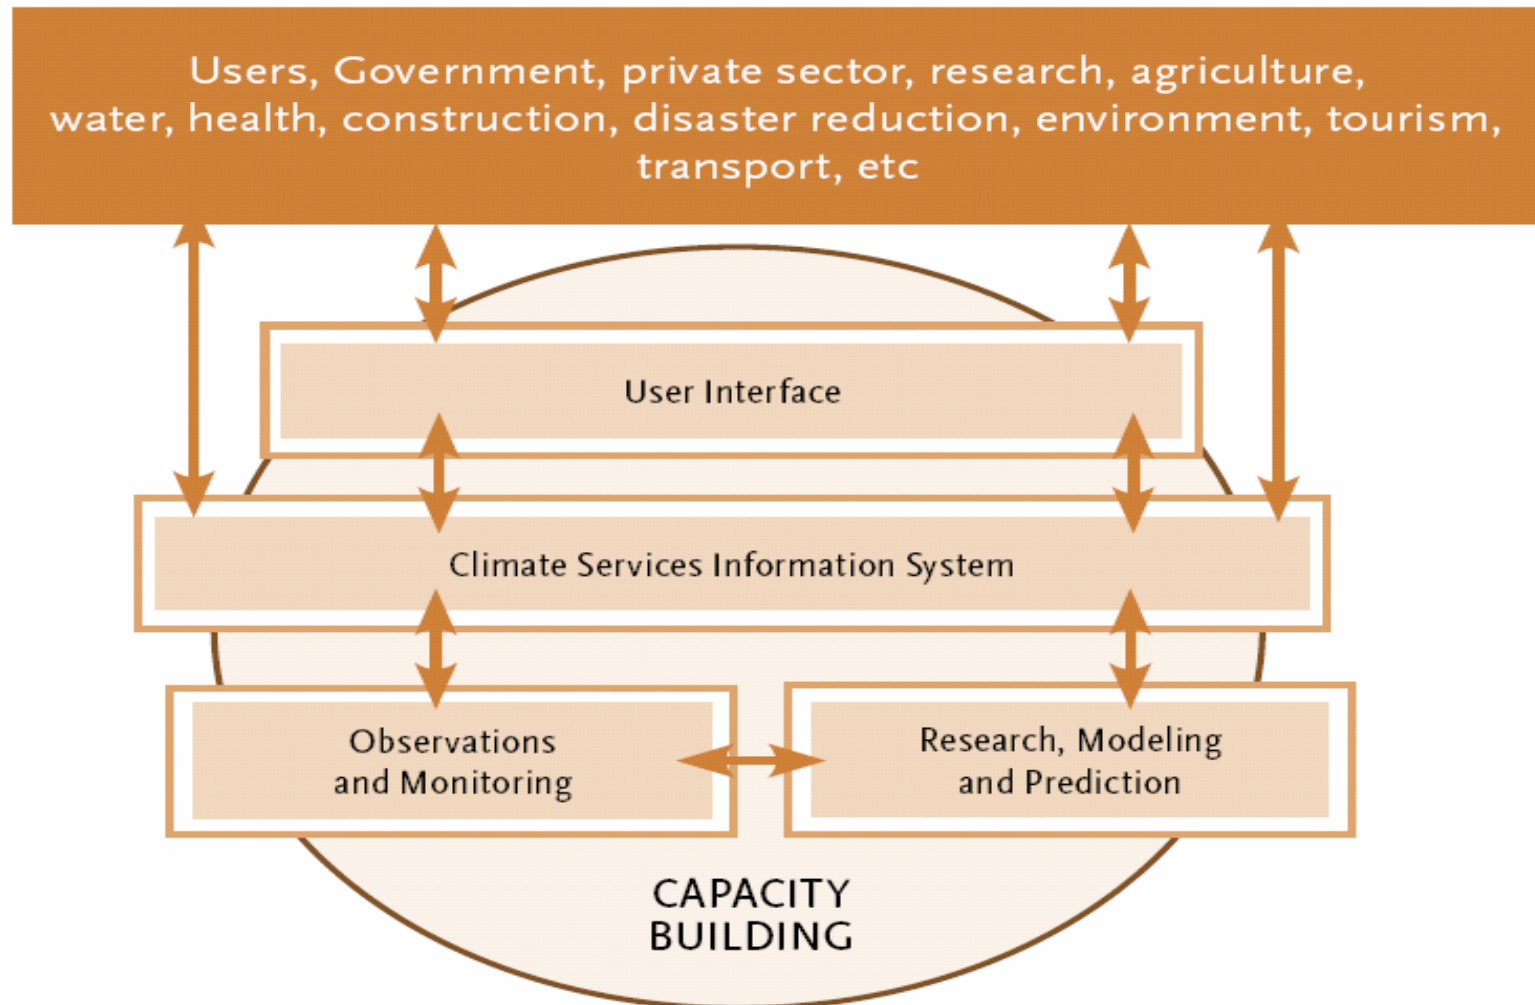 Users, Government, private sector, research, agriculture,
water, health, construction, disaster reduction, environment, tourism,
transport, etc
User Interface
Climate Services Information System
Observations
and Monitoring
Research, Modeling
and Prediction
CAPACITY
BUILDING